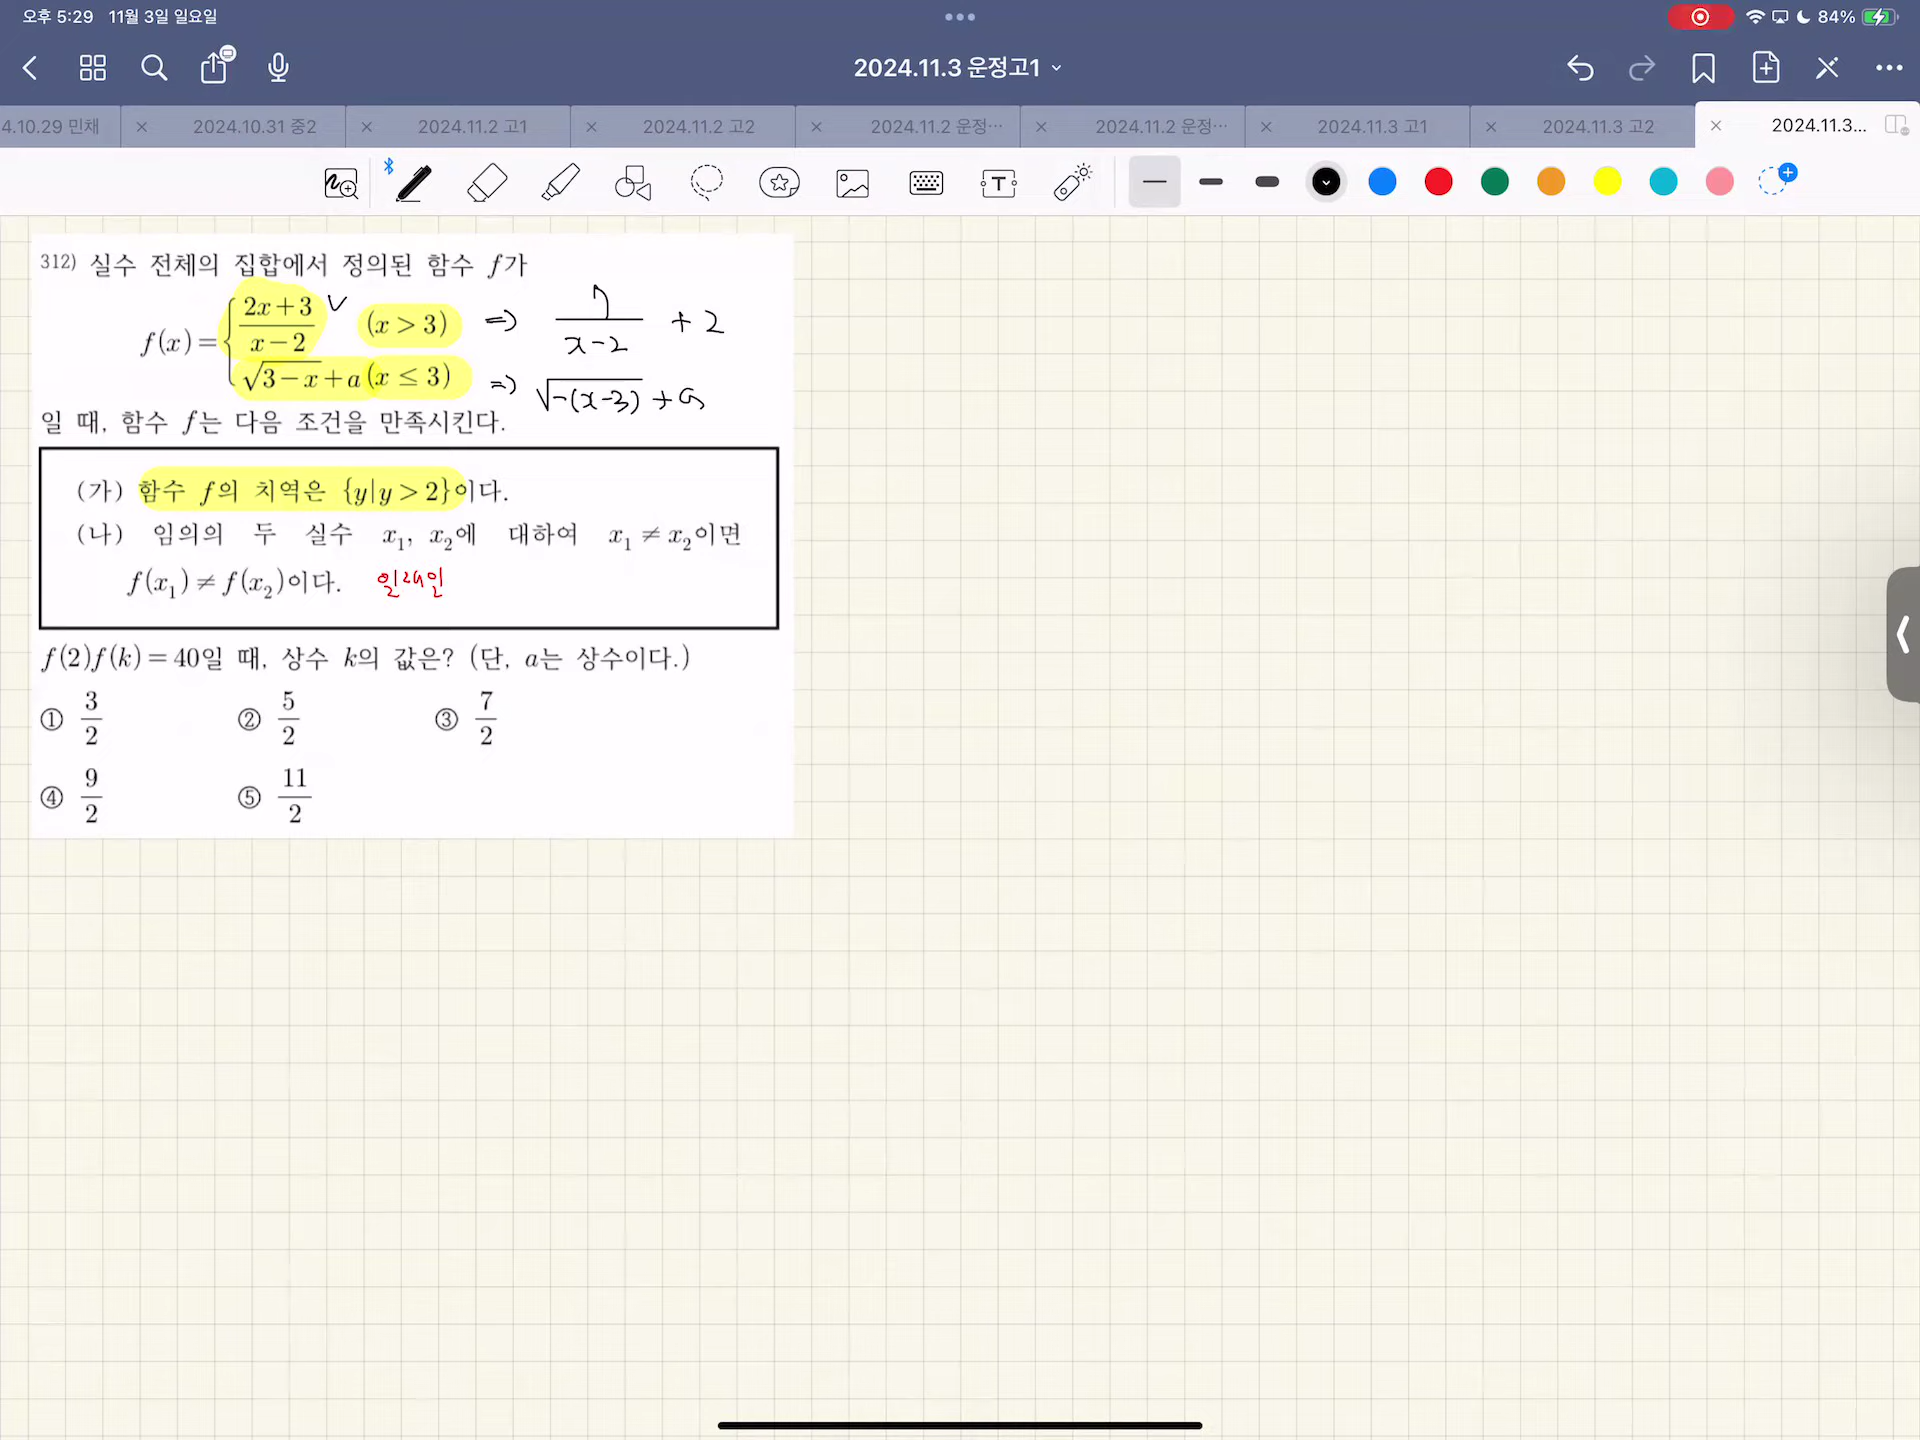 오후 5:29 11월 3일 일요일
84%
2024.11.3 운정고1
4.10.29 민채
2024.10.31 중2
2024.11.2 고1
2024.11.2 고2
2024.11.2 운정…
2024.11.2 운정…
2024.11.3 고1
2024.11.3 고2
2024.11.3...
312) 실수 전체의 집합에서 정의된 함수 f가
f(x) = { (2x+3)/(x−2) (x > 3) ⇒ 7/(x−2) + 2
√(3−x) + a (x ≤ 3) ⇒ √(−(x−3)) + a
일 때, 함수 f는 다음 조건을 만족시킨다.
(가) 함수 f의 치역은 {y|y > 2}이다.
(나) 임의의 두 실수 x₁, x₂에 대하여 x₁ ≠ x₂이면
f(x₁) ≠ f(x₂)이다. 일대일
f(2)f(k) = 40일 때, 상수 k의 값은? (단, a는 상수이다.)
① 3/2 ② 5/2 ③ 7/2
④ 9/2 ⑤ 11/2